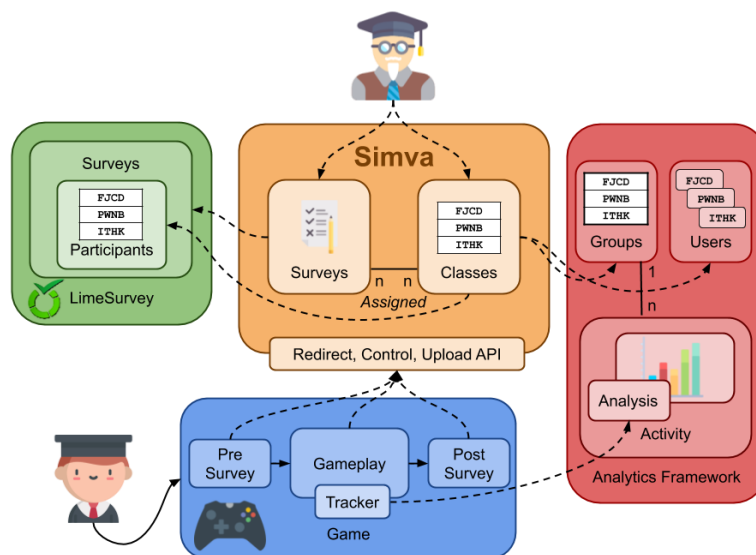 Simva
Surveys
FJCD
PWNB
ITHK
Participants
LimeSurvey
Surveys
n
n
Assigned
FJCD
PWNB
ITHK
Classes
FJCD
PWNB
ITHK
Groups
FJCD
PWNB
ITHK
Users
1
n
Analysis
Activity
Analytics Framework
Redirect, Control, Upload API
Pre
Survey
Gameplay
Tracker
Post
Survey
Game